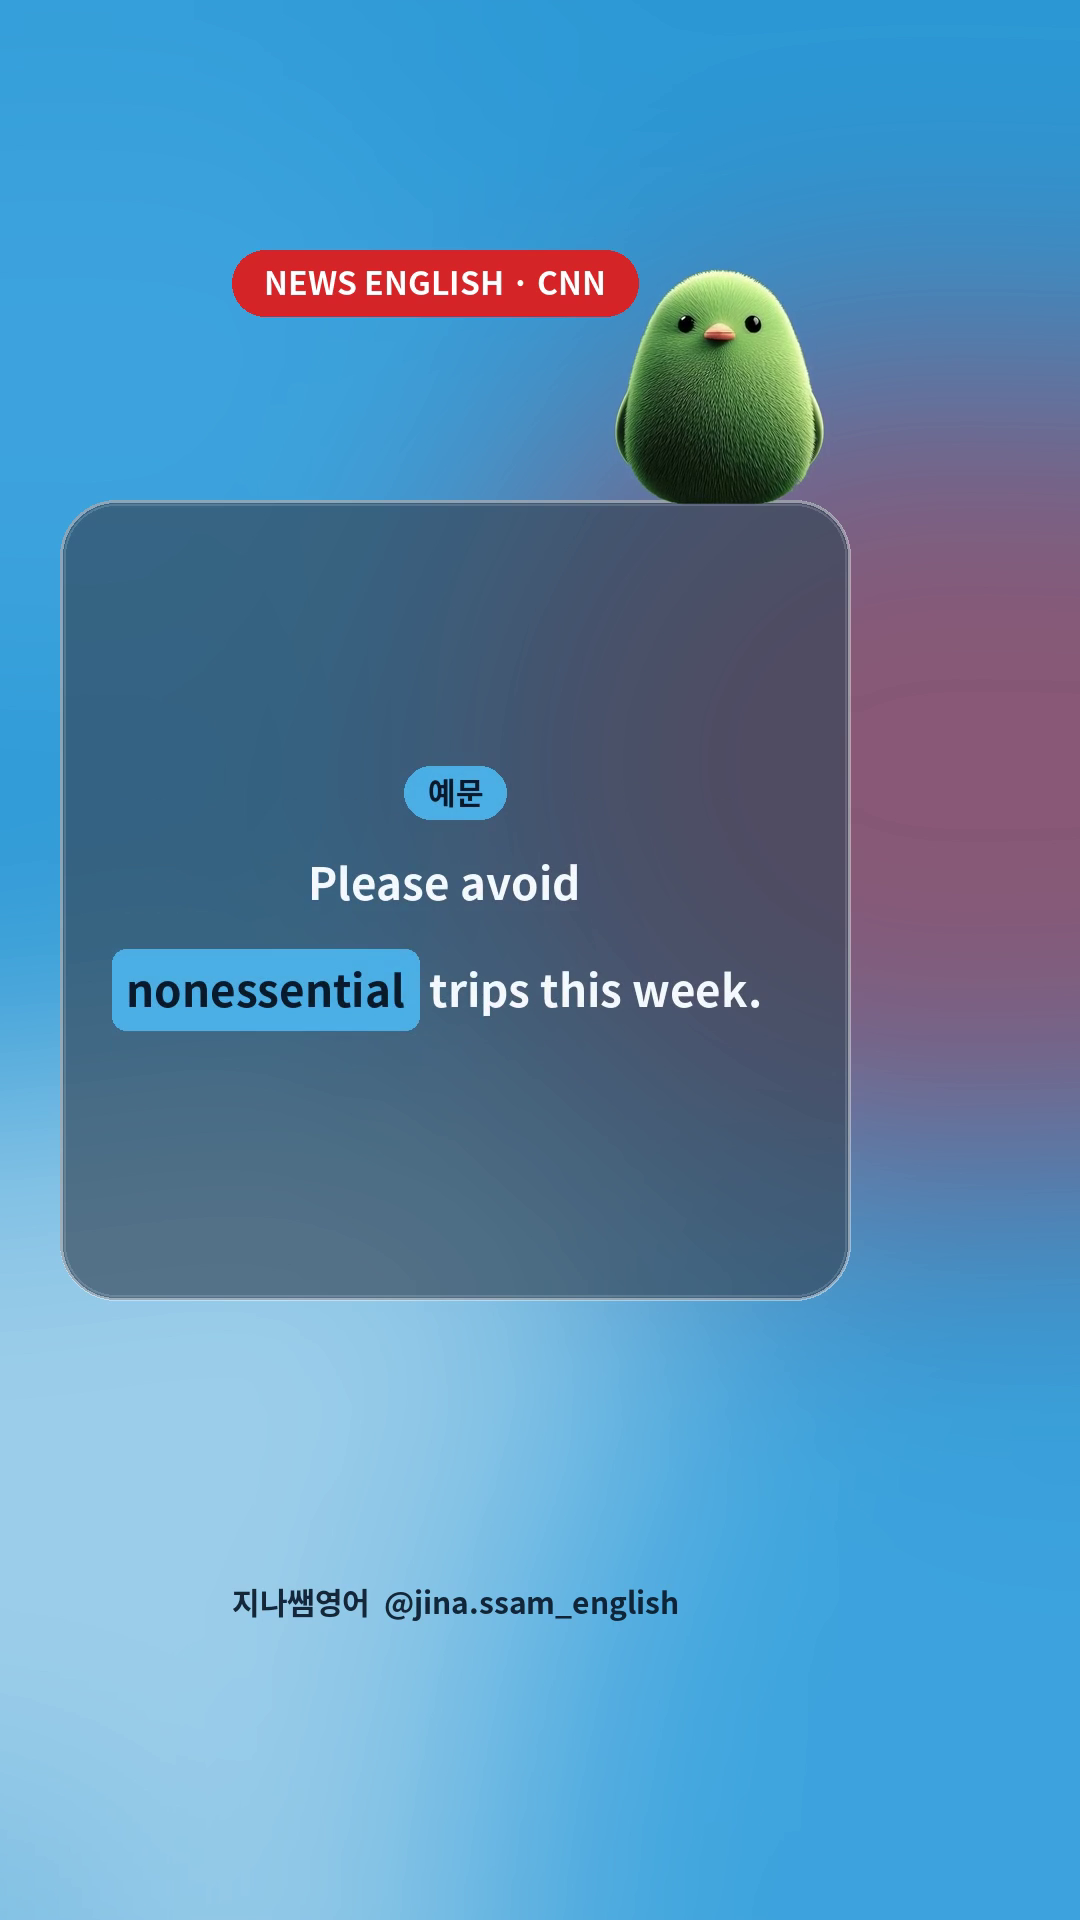 NEWS ENGLISH · CNN
예문
Please avoid
nonessential trips this week.
지나쌤영어 @jina.ssam_english